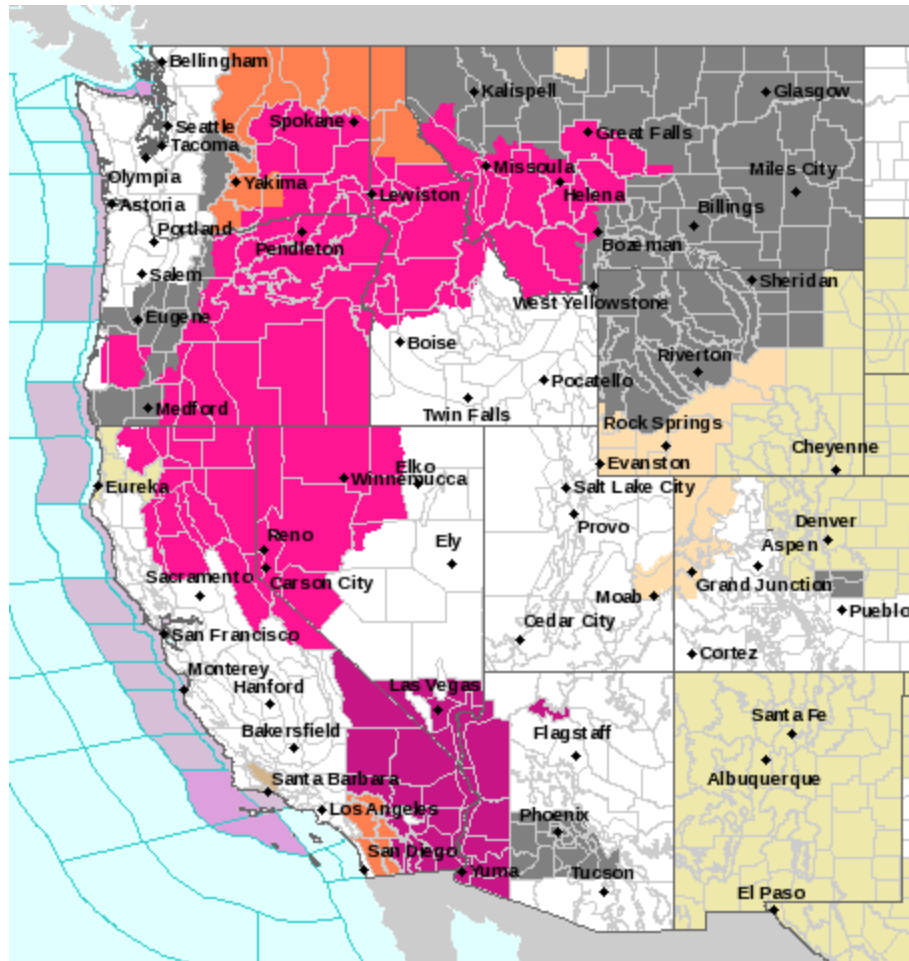 Bellingham
Kalispell
Glasgow
Seattle
Spokane
Great Falls
Tacoma
Missoula
Olympia
Yakima
Lewiston
Helena
Miles City
Astoria
Billings
Portland
Pendleton
Bozeman
Salem
West Yellowstone
Sheridan
Eugene
Boise
Riverton
Pocatello
Medford
Twin Falls
Rock Springs
Cheyenne
Elko
Evanston
Winnemucca
Eureka
Salt Lake City
Provo
Denver
Reno
Ely
Aspen
Sacramento
Carson City
Grand Junction
Moab
Pueblo
Cedar City
San Francisco
Cortez
Monterey
Hanford
Las Vegas
Santa Fe
Bakersfield
Flagstaff
Santa Barbara
Albuquerque
Los Angeles
Phoenix
San Diego
Yuma
Tucson
El Paso